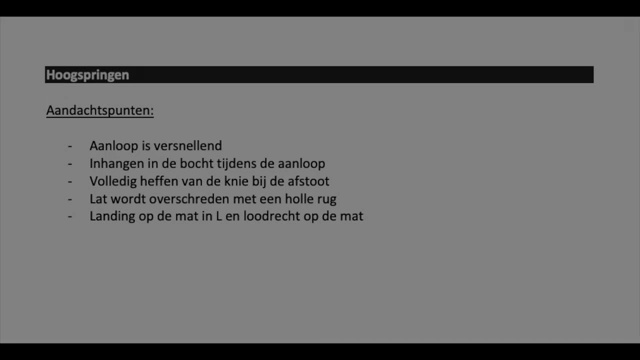 Hoogspringen
Aandachtspunten:
- Aanloop is versnellend
- Inhangen in de bocht tijdens de aanloop
- Volledig heffen van de knie bij de afstoot
- Lat wordt overschreden met een holle rug
- Landing op de mat in L en loodrecht op de mat